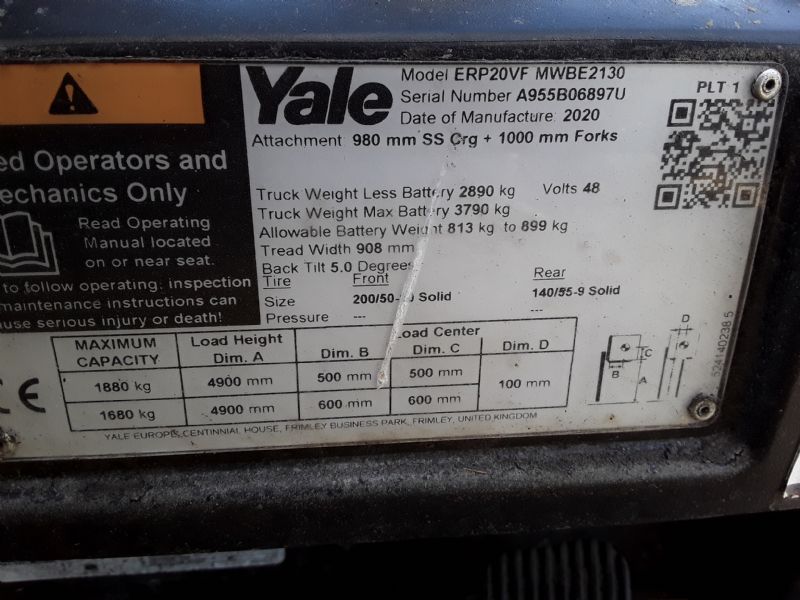 Yale
Model ERP20VF MWBE2130
Serial Number A955B06897U
Date of Manufacture 2020
PLT 1
Attachment 980 mm SS Crg + 1000 mm Forks
ed Operators and
echanics Only
Read Operating
Manual located
on or near seat.
to follow operating, inspection
maintenance instructions can
use serious injury or death!
Truck Weight Less Battery 2890 kg Volts 48
Truck Weight Max Battery 3790 kg
Allowable Battery Weight 813 kg to 899 kg
Tread Width 908 mm
Back Tilt 5.0 Degrees
Tire Front Rear
Size 200/50- Solid 140/55-9 Solid
Pressure --- ---
MAXIMUM CAPACITY Load Height Dim. A Load Center
Dim. B Dim. C Dim. D
1880 kg 4900 mm 500 mm 500 mm 100 mm
1680 kg 4900 mm 600 mm 600 mm
D
C
B
A
CE
YALE EUROPE, CENTINNIAL HOUSE, FRIMLEY BUSINESS PARK, FRIMLEY, UNITED KINGDOM